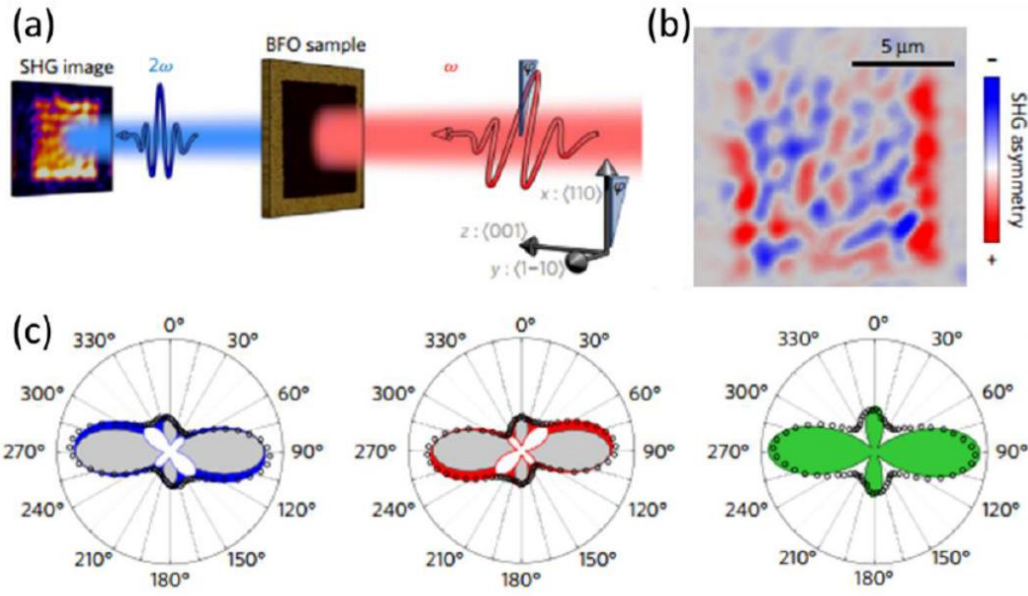 (a)
SHG image
2ω
BFO sample
ω
φ
x : ⟨110⟩
φ
z : ⟨001⟩
y : ⟨1–10⟩
(b)
5 μm
–
SHG asymmetry
+
(c)
0°
30°
60°
90°
120°
150°
180°
210°
240°
270°
300°
330°
0°
30°
60°
90°
120°
150°
180°
210°
240°
270°
300°
330°
0°
30°
60°
90°
120°
150°
180°
210°
240°
270°
300°
330°